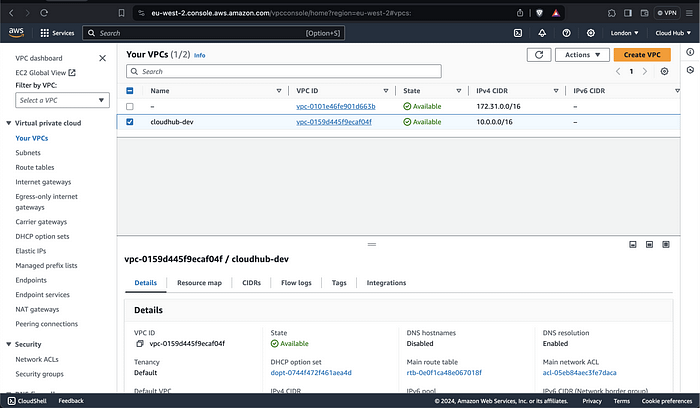 eu-west-2.console.aws.amazon.com/vpcconsole/home?region=eu-west-2#vpcs:
VPN
aws
Services
Search
[Option+S]
London
Cloud Hub
VPC dashboard
EC2 Global View
Filter by VPC:
Select a VPC
Virtual private cloud
Your VPCs
Subnets
Route tables
Internet gateways
Egress-only internet
gateways
Carrier gateways
DHCP option sets
Elastic IPs
Managed prefix lists
Endpoints
Endpoint services
NAT gateways
Peering connections
Security
Network ACLs
Security groups
Your VPCs (1/2) Info
Actions
Create VPC
Search
1
Name VPC ID State IPv4 CIDR IPv6 CIDR
– vpc-0101e46fe901d663b Available 172.31.0.0/16 –
cloudhub-dev vpc-0159d445f9ecaf04f Available 10.0.0.0/16 –
vpc-0159d445f9ecaf04f / cloudhub-dev
Details Resource map CIDRs Flow logs Tags Integrations
Details
VPC ID State DNS hostnames DNS resolution
vpc-0159d445f9ecaf04f Available Disabled Enabled
Tenancy DHCP option set Main route table Main network ACL
Default dopt-0744f472f461aea4d rtb-0e0f1ca48e067018f acl-05eb84aec3fe7daca
Default VPC IPv4 CIDR IPv6 pool IPv6 CIDR (Network border group)
CloudShell Feedback
© 2024, Amazon Web Services, Inc. or its affiliates. Privacy Terms Cookie preferences